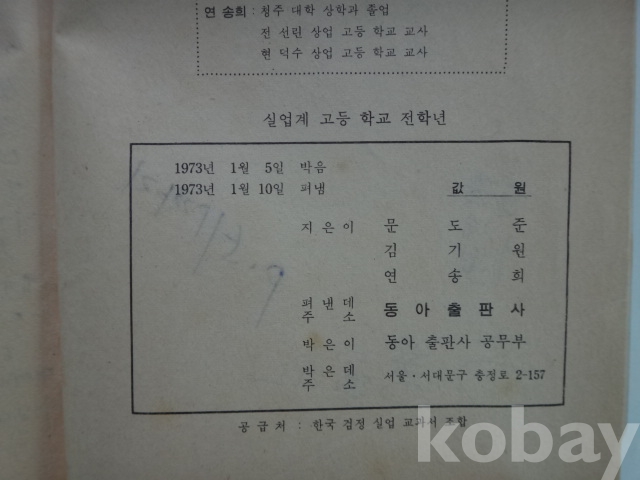 연 송희 : 청주 대학 상학과 졸업
전 선린 상업 고등 학교 교사
현 덕수 상업 고등 학교 교사
실업계 고등 학교 전학년
1973년 1월 5일 박음
1973년 1월 10일 펴냄
값 원
지은이 문 도 준
김 기 원
연 송 희
펴 낸 데
주 소 동아출판사
박은이 동아 출판사 공무부
박 은 데
주 소 서울·서대문구 충정로 2-157
공급처 : 한국 검정 실업 교과서 조합
kobay